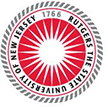 RUTGERS THE STATE UNIVERSITY OF NEW JERSEY
1766